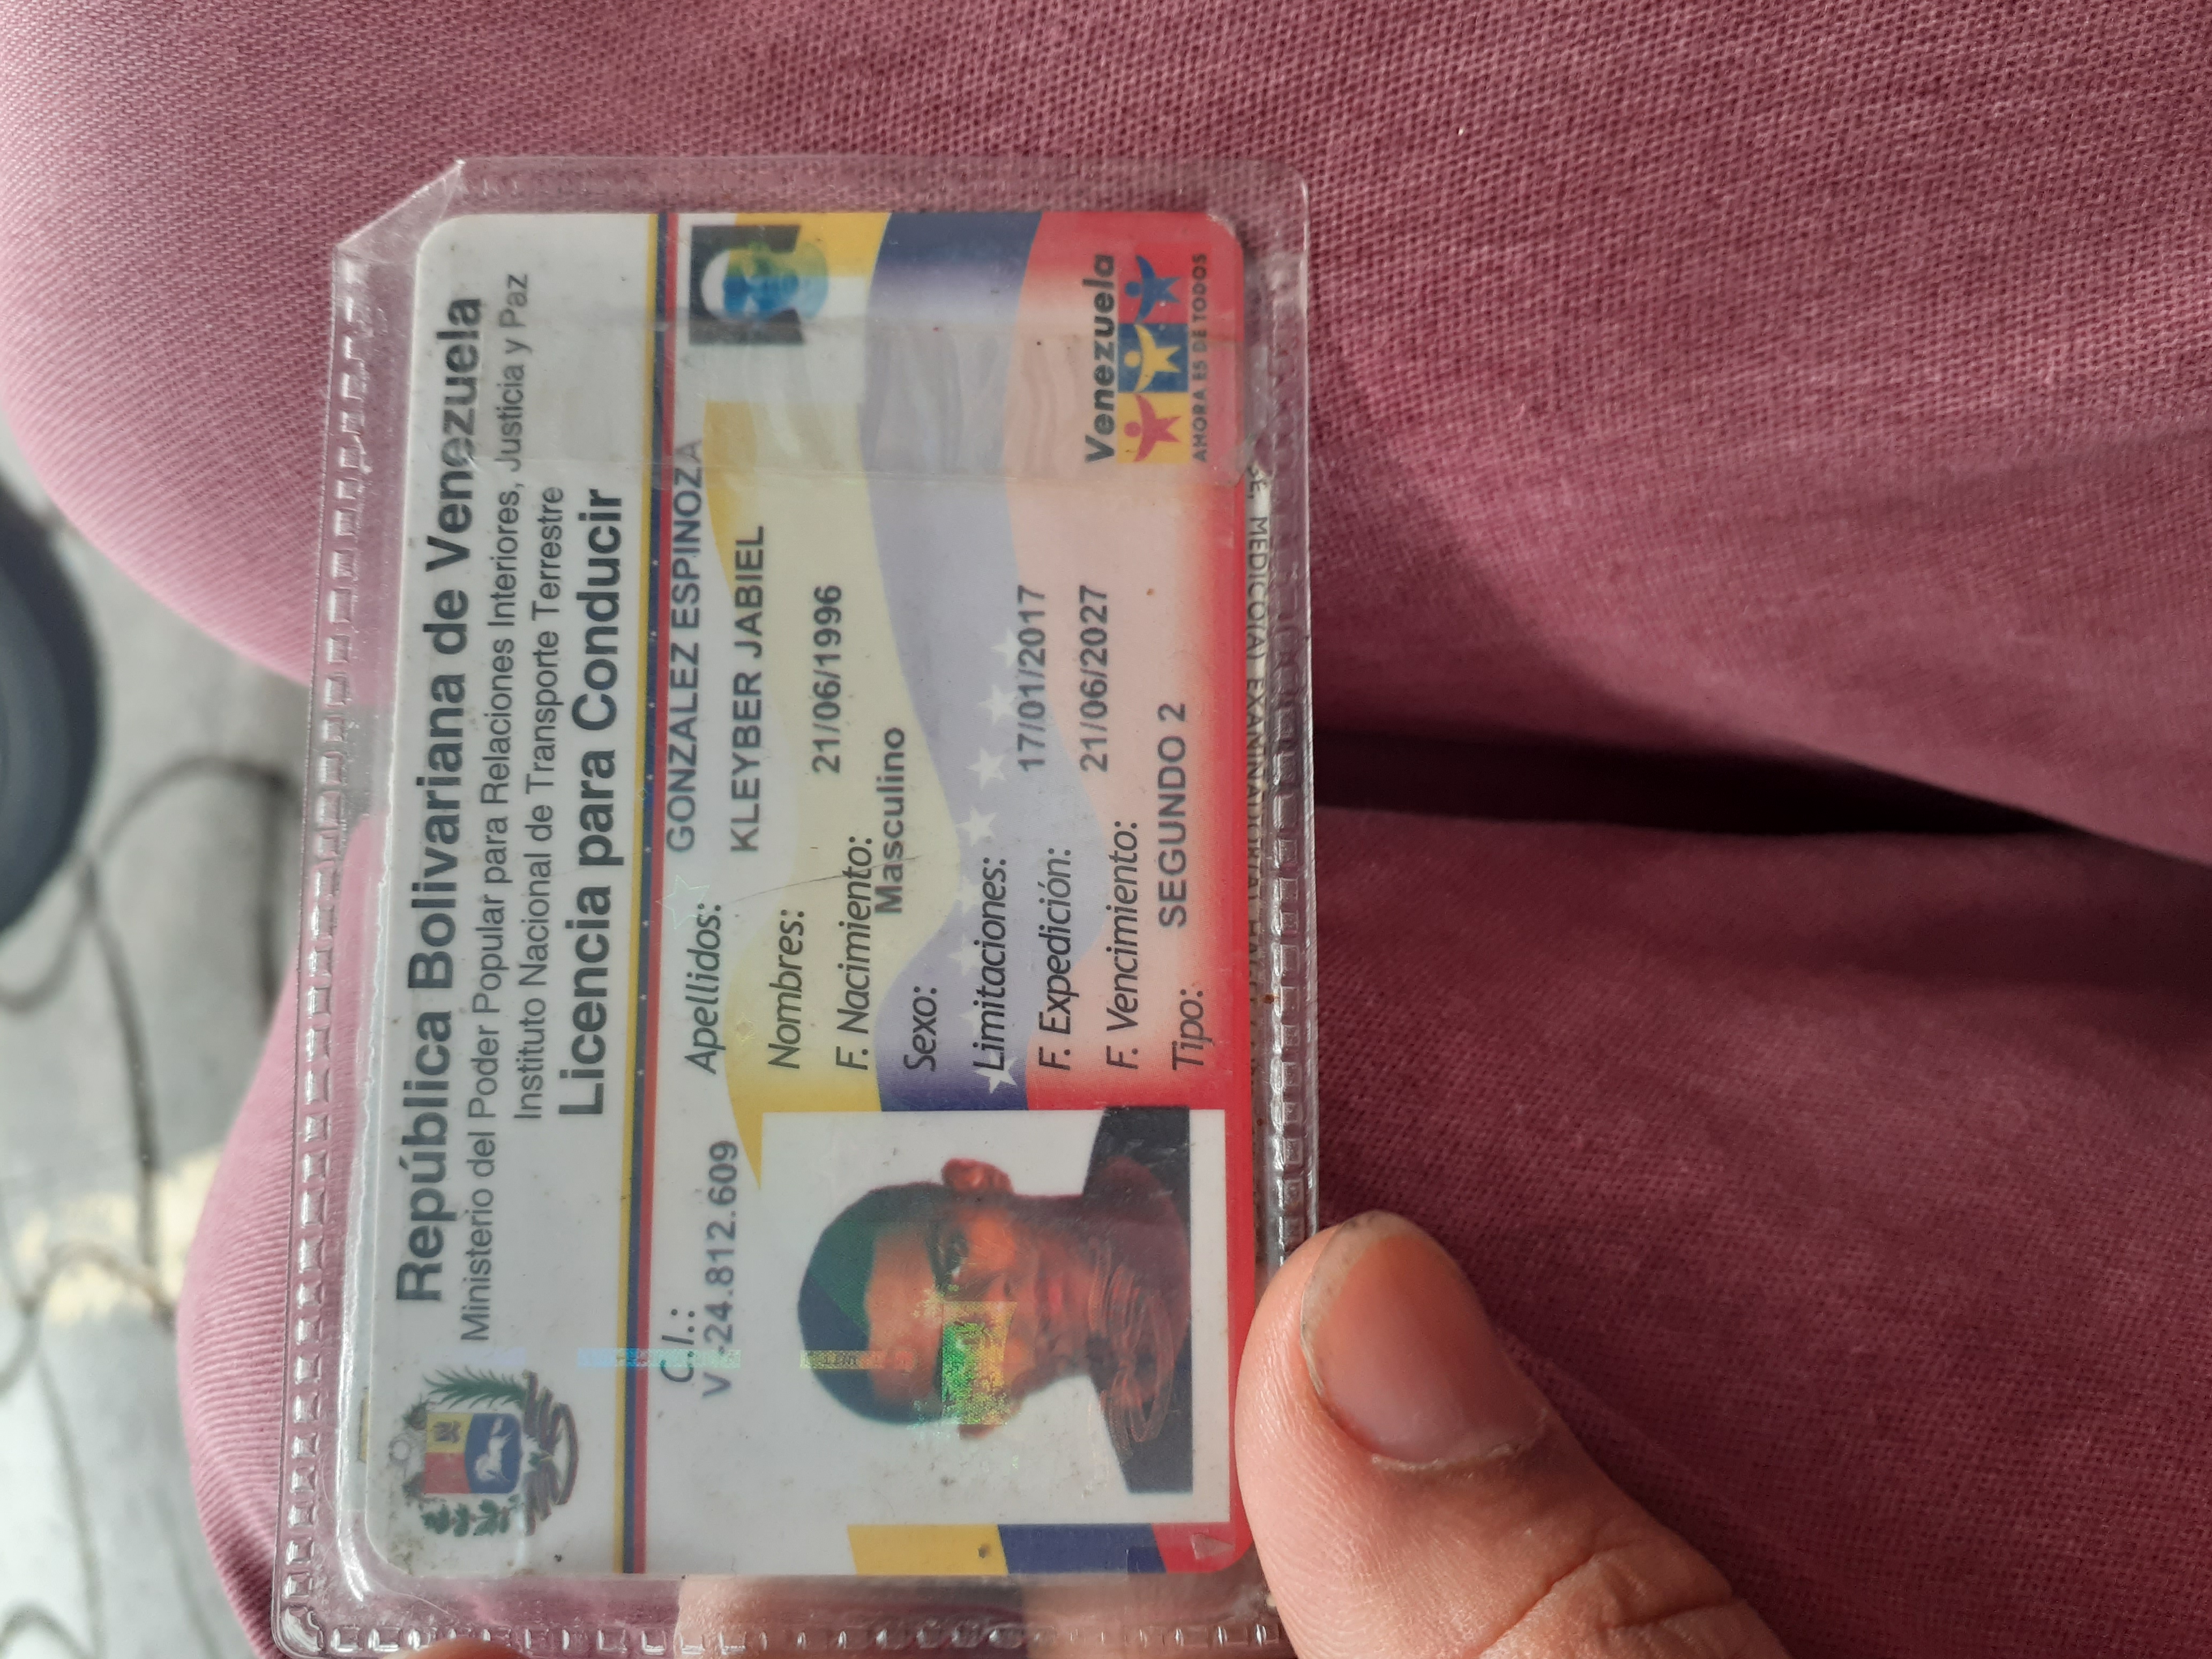 República Bolivariana de Venezuela
Ministerio del Poder Popular para Relaciones Interiores, Justicia y Paz
Instituto Nacional de Transporte Terrestre
Licencia para Conducir
C.I.:
V -24.812.609
Apellidos: GONZALEZ ESPINOZA
Nombres: KLEYBER JABIEL
F. Nacimiento: 21/06/1996
Sexo: Masculino
Limitaciones:
F. Expedición: 17/01/2017
F. Vencimiento: 21/06/2027
Tipo: SEGUNDO 2
Venezuela
AHORA ES DE TODOS